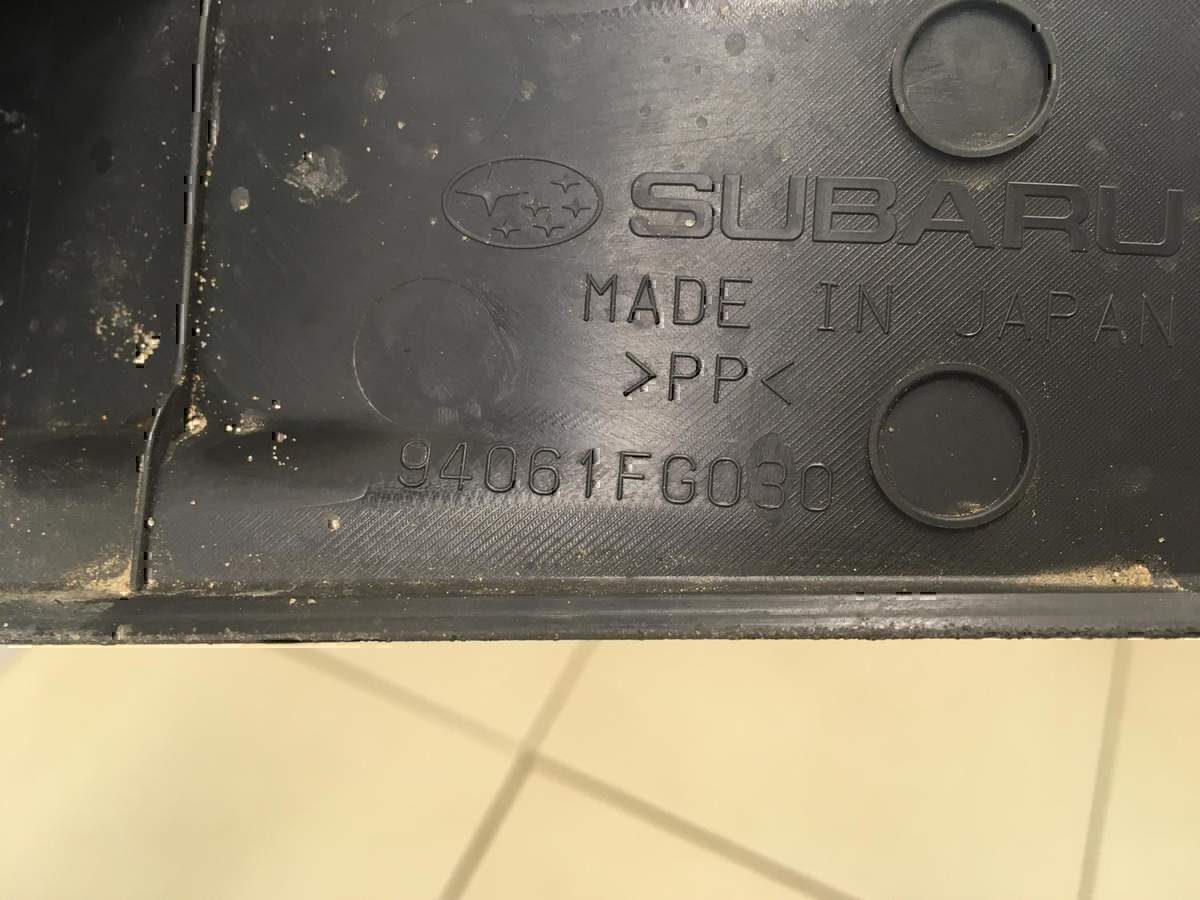 SUBARU
MADE IN JAPAN
>PP<
94061FG030